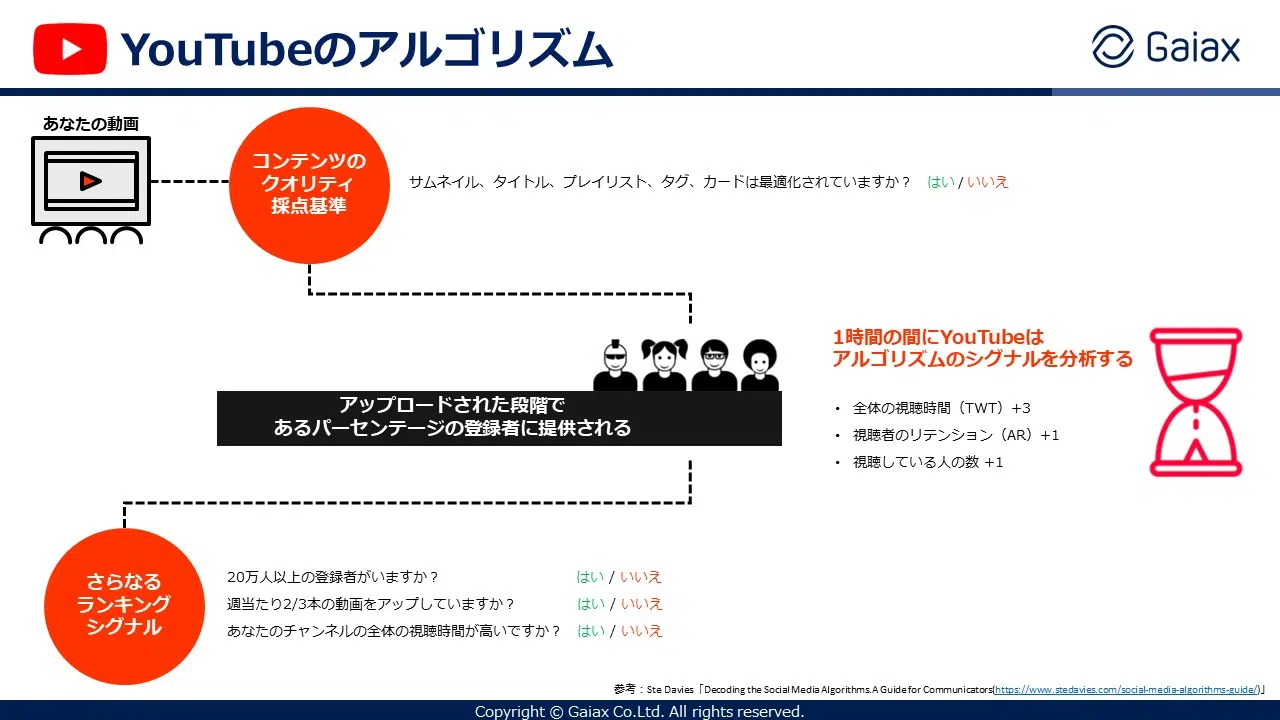 YouTubeのアルゴリズム
Gaiax
あなたの動画
コンテンツの
クオリティ
採点基準
サムネイル、タイトル、プレイリスト、タグ、カードは最適化されていますか? はい / いいえ
1時間の間にYouTubeは
アルゴリズムのシグナルを分析する
• 全体の視聴時間（TWT）+3
• 視聴者のリテンション（AR）+1
• 視聴している人の数 +1
アップロードされた段階で
あるパーセンテージの登録者に提供される
さらなる
ランキング
シグナル
20万人以上の登録者がいますか? はい / いいえ
週当たり2/3本の動画をアップしていますか? はい / いいえ
あなたのチャンネルの全体の視聴時間が高いですか? はい / いいえ
参考：Ste Davies「Decoding the Social Media Algorithms.A Guide for Communicators(https://www.stedavies.com/social-media-algorithms-guide/)」
Copyright © Gaiax Co.Ltd. All rights reserved.